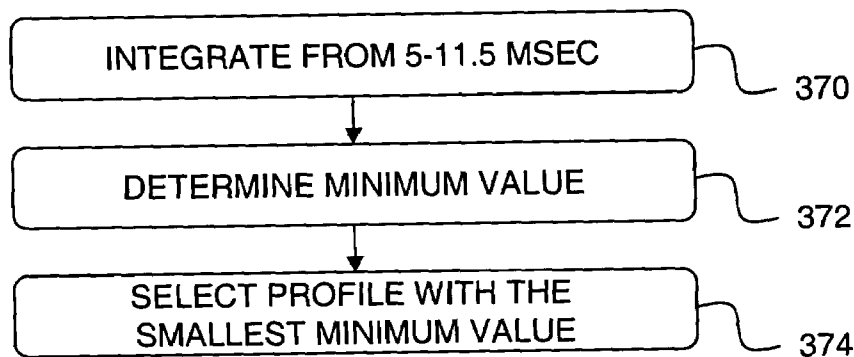 INTEGRATE FROM 5-11.5 MSEC
370
DETERMINE MINIMUM VALUE
372
SELECT PROFILE WITH THE
SMALLEST MINIMUM VALUE
374